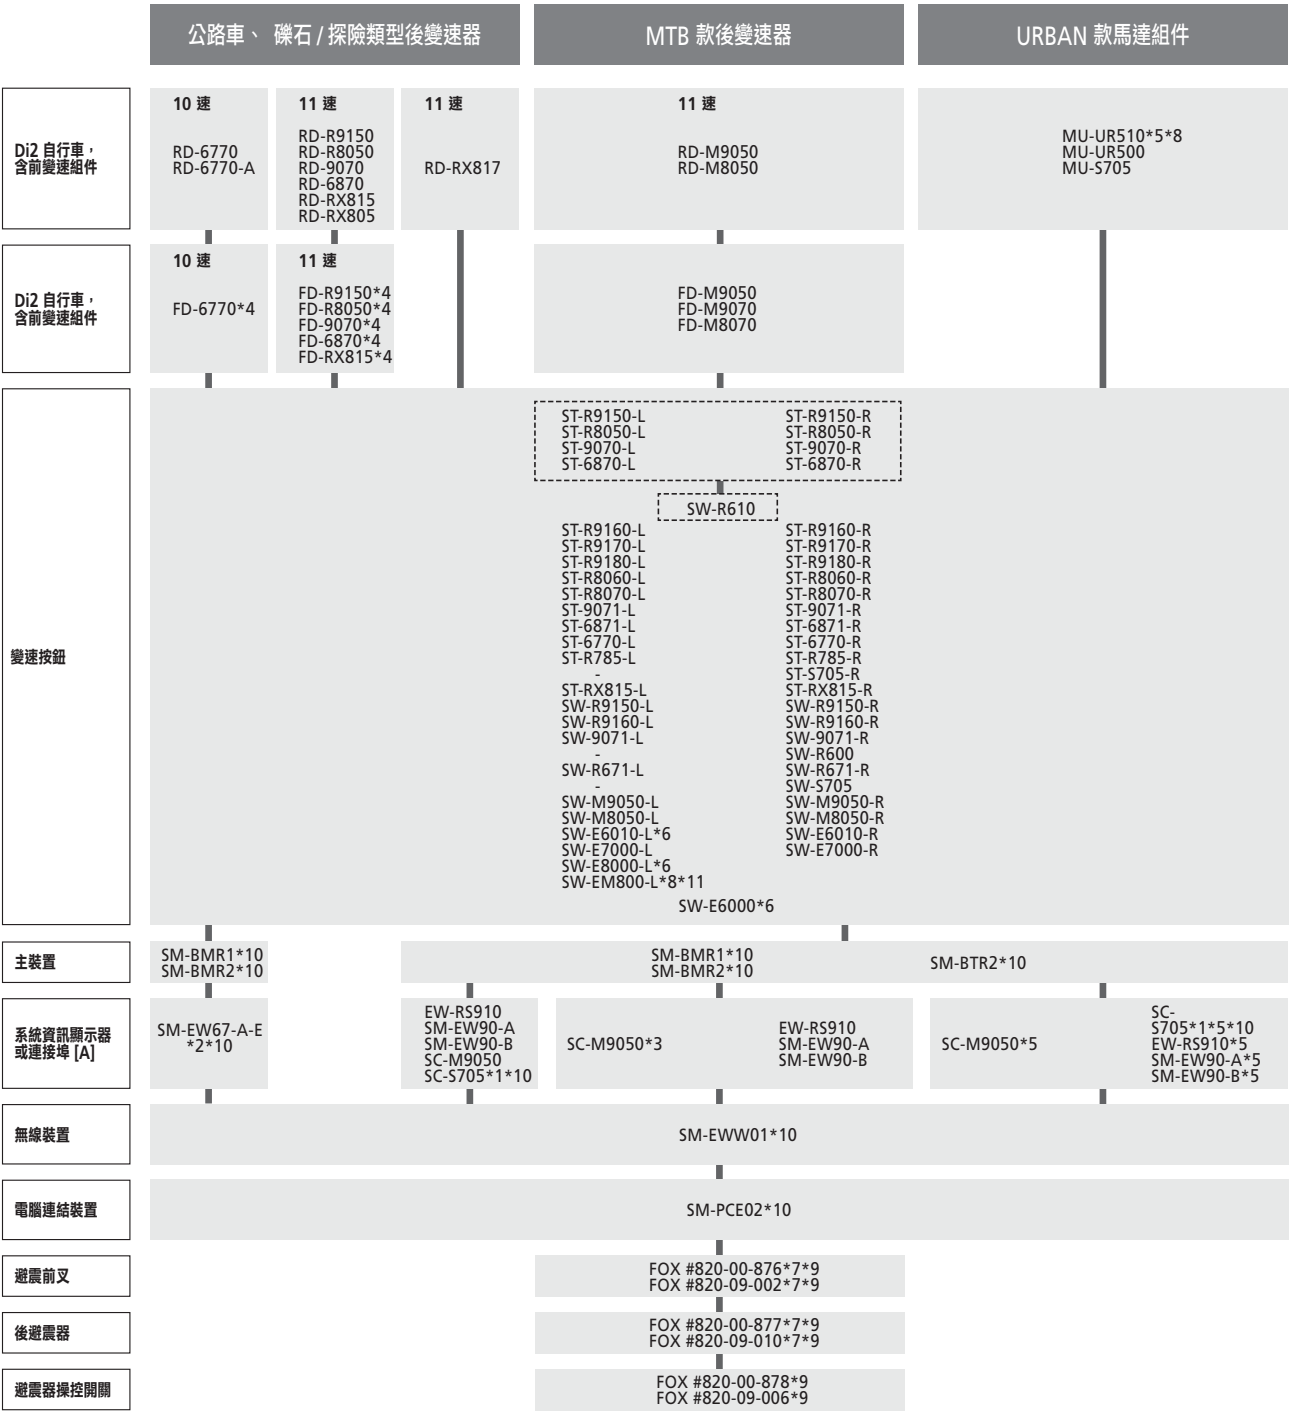 公路車、 礫石 / 探險類型後變速器
MTB 款後變速器
URBAN 款馬達組件
Di2 自行車，
含前變速組件
10 速
RD-6770
RD-6770-A
11 速
RD-R9150
RD-R8050
RD-9070
RD-6870
RD-RX815
RD-RX805
11 速
RD-RX817
11 速
RD-M9050
RD-M8050
MU-UR510*5*8
MU-UR500
MU-S705
Di2 自行車，
含前變速組件
10 速
FD-6770*4
11 速
FD-R9150*4
FD-R8050*4
FD-9070*4
FD-6870*4
FD-RX815*4
FD-M9050
FD-M9070
FD-M8070
變速按鈕
ST-R9150-L ST-R9150-R
ST-R8050-L ST-R8050-R
ST-9070-L ST-9070-R
ST-6870-L ST-6870-R
SW-R610
ST-R9160-L ST-R9160-R
ST-R9170-L ST-R9170-R
ST-R9180-L ST-R9180-R
ST-R8060-L ST-R8060-R
ST-R8070-L ST-R8070-R
ST-9071-L ST-9071-R
ST-6871-L ST-6871-R
ST-6770-L ST-6770-R
ST-R785-L ST-R785-R
- ST-S705-R
ST-RX815-L ST-RX815-R
SW-R9150-L SW-R9150-R
SW-R9160-L SW-R9160-R
SW-9071-L SW-9071-R
- SW-R600
SW-R671-L SW-R671-R
- SW-S705
SW-M9050-L SW-M9050-R
SW-M8050-L SW-M8050-R
SW-E6010-L*6 SW-E6010-R
SW-E7000-L SW-E7000-R
SW-E8000-L*6
SW-EM800-L*8*11
SW-E6000*6
主裝置
SM-BMR1*10
SM-BMR2*10
SM-BMR1*10
SM-BMR2*10
SM-BTR2*10
系統資訊顯示器
或連接埠 [A]
SM-EW67-A-E
*2*10
EW-RS910
SM-EW90-A
SM-EW90-B
SC-M9050
SC-S705*1*10
SC-M9050*3
EW-RS910
SM-EW90-A
SM-EW90-B
SC-M9050*5
SC-
S705*1*5*10
EW-RS910*5
SM-EW90-A*5
SM-EW90-B*5
無線裝置
SM-EWW01*10
電腦連結裝置
SM-PCE02*10
避震前叉
FOX #820-00-876*7*9
FOX #820-09-002*7*9
後避震器
FOX #820-00-877*7*9
FOX #820-09-010*7*9
避震器操控開關
FOX #820-00-878*9
FOX #820-09-006*9